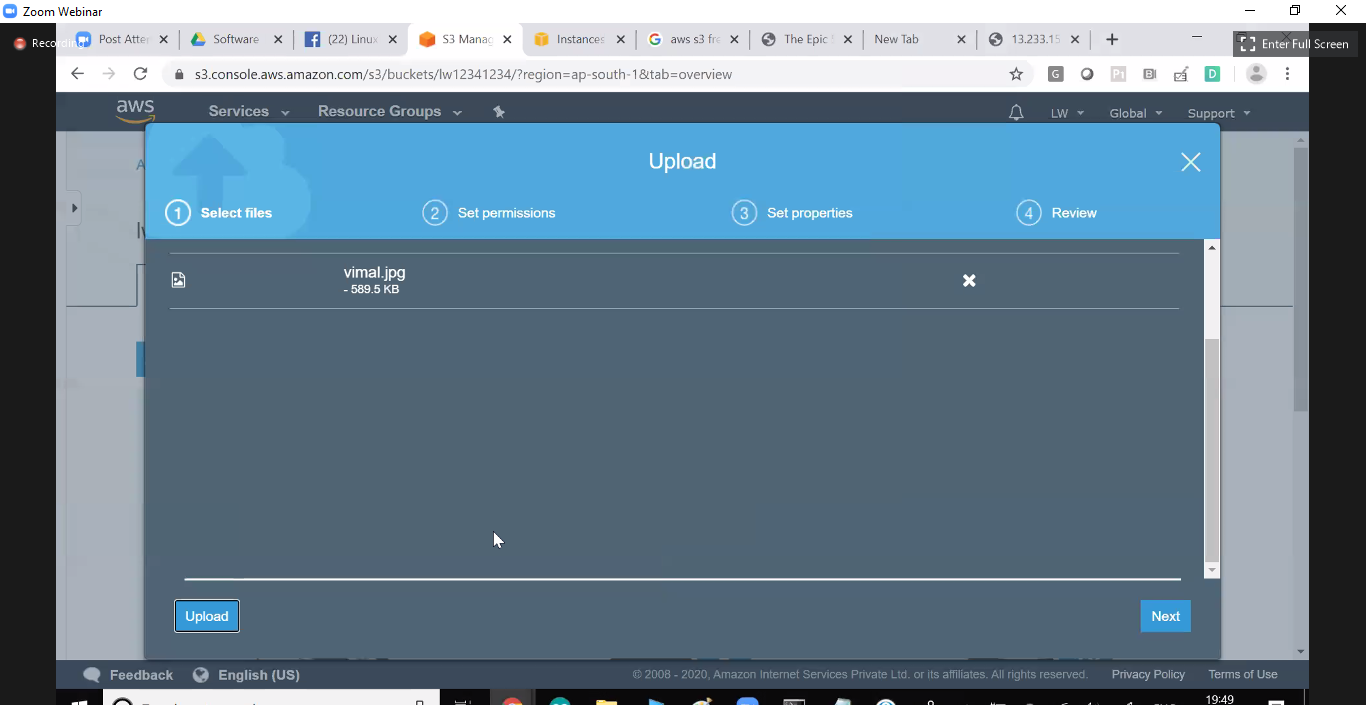 Zoom Webinar
Recording
Post Atter
Software
(22) Linux
S3 Manag
Instances
aws s3 fre
The Epic
New Tab
13.233.15
Enter Full Screen
s3.console.aws.amazon.com/s3/buckets/lw12341234/?region=ap-south-1&tab=overview
aws
Services
Resource Groups
LW
Global
Support
Upload
1 Select files
2 Set permissions
3 Set properties
4 Review
vimal.jpg
- 589.5 KB
Upload
Next
Feedback
English (US)
© 2008 - 2020, Amazon Internet Services Private Ltd. or its affiliates. All rights reserved.
Privacy Policy
Terms of Use
19:49